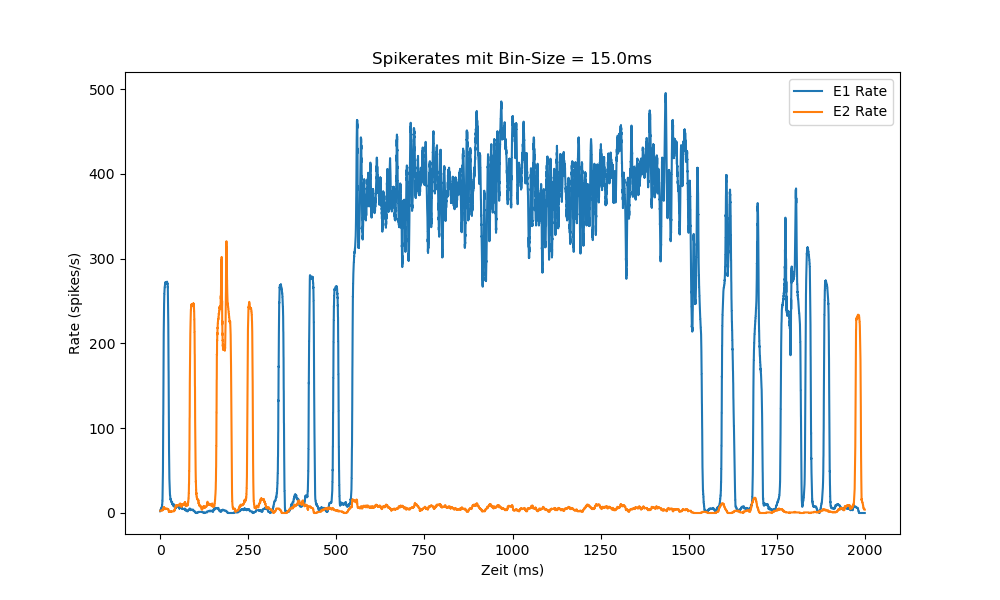 Spikerates mit Bin-Size = 15.0ms
E1 Rate
E2 Rate
500
400
300
200
100
0
Rate (spikes/s)
0 250 500 750 1000 1250 1500 1750 2000
Zeit (ms)